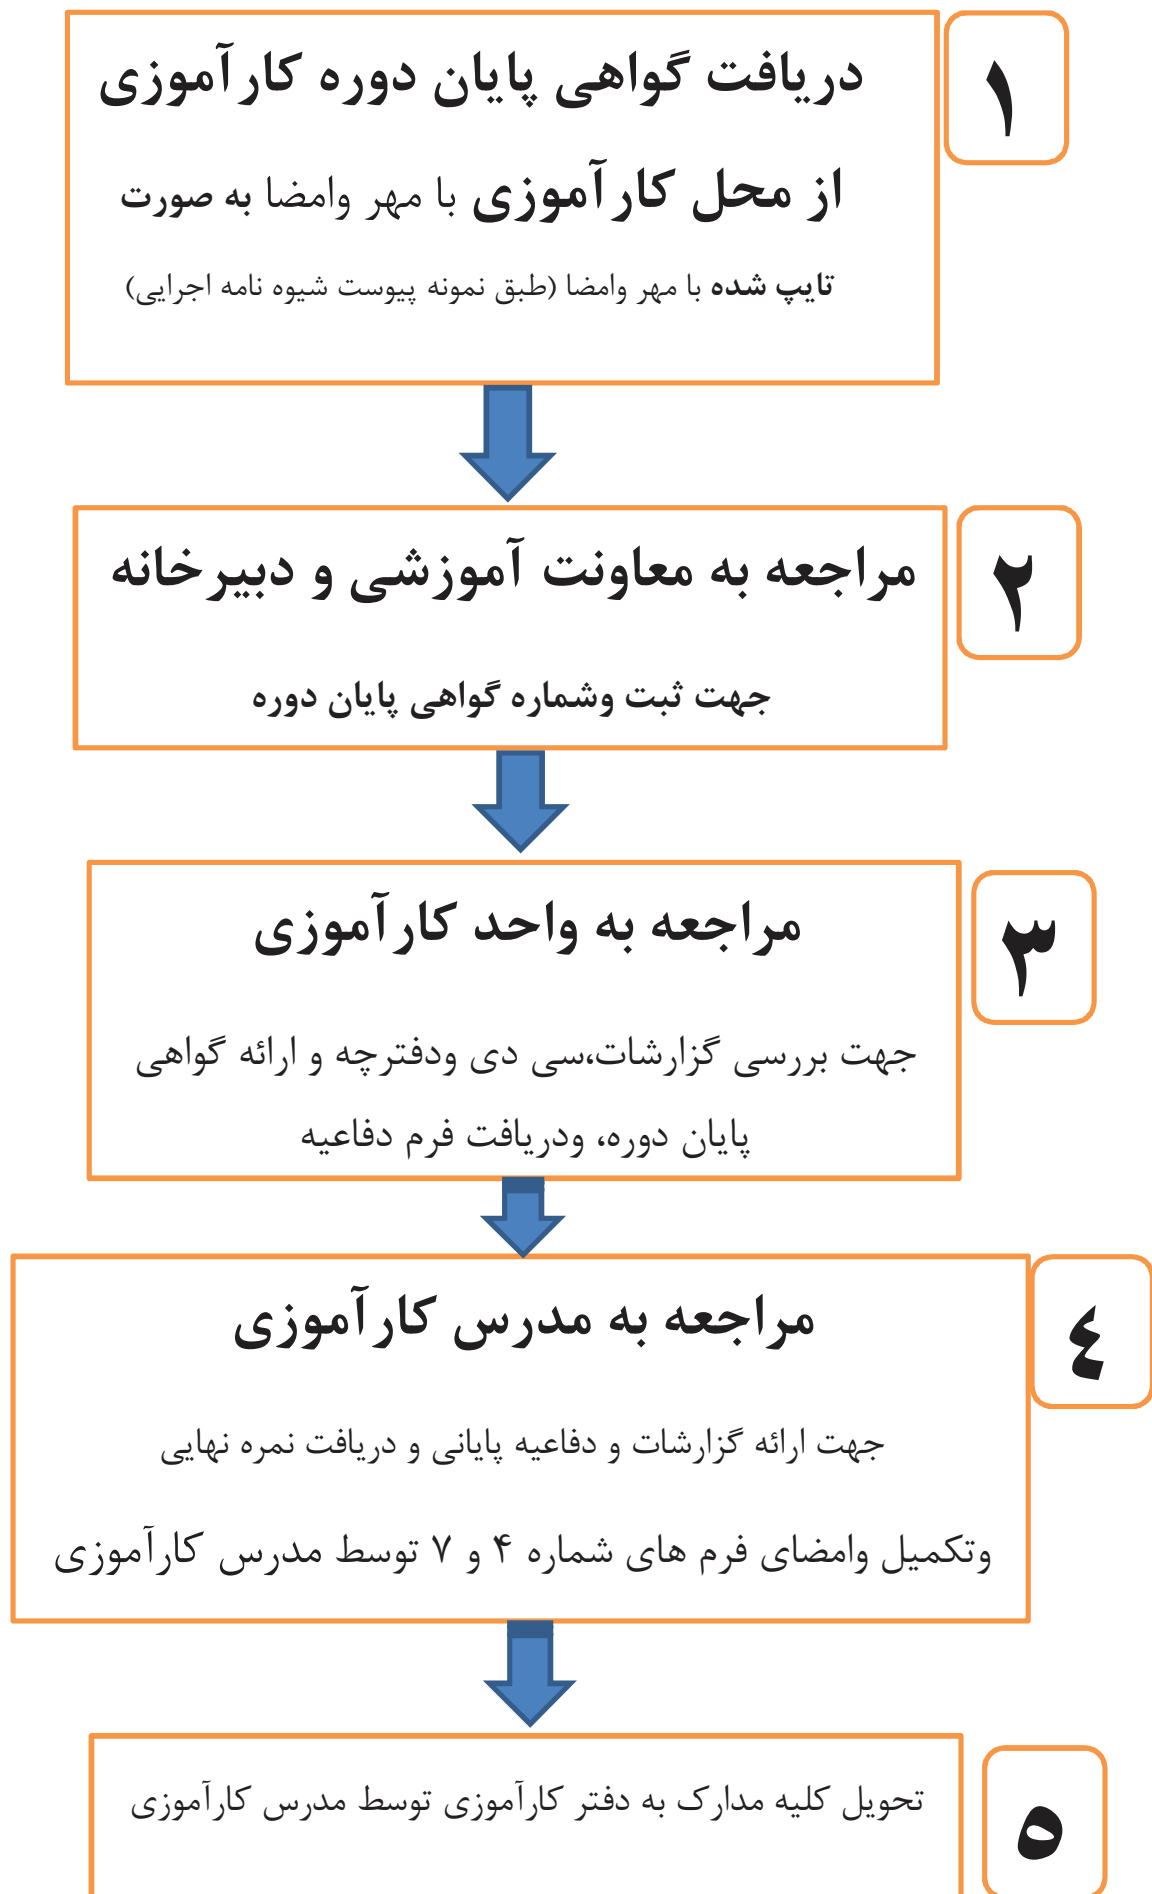 ۱
دریافت گواهی پایان دوره کارآموزی
از محل کارآموزی با مهر وامضا به صورت
تایپ شده با مهر وامضا (طبق نمونه پیوست شیوه نامه اجرایی)
۲
مراجعه به معاونت آموزشی و دبیرخانه
جهت ثبت وشماره گواهی پایان دوره
۳
مراجعه به واحد کارآموزی
جهت بررسی گزارشات،سی دی ودفترچه و ارائه گواهی
پایان دوره، ودریافت فرم دفاعیه
٤
مراجعه به مدرس کارآموزی
جهت ارائه گزارشات و دفاعیه پایانی و دریافت نمره نهایی
وتکمیل وامضای فرم های شماره ۴ و ۷ توسط مدرس کارآموزی
٥
تحویل کلیه مدارک به دفتر کارآموزی توسط مدرس کارآموزی